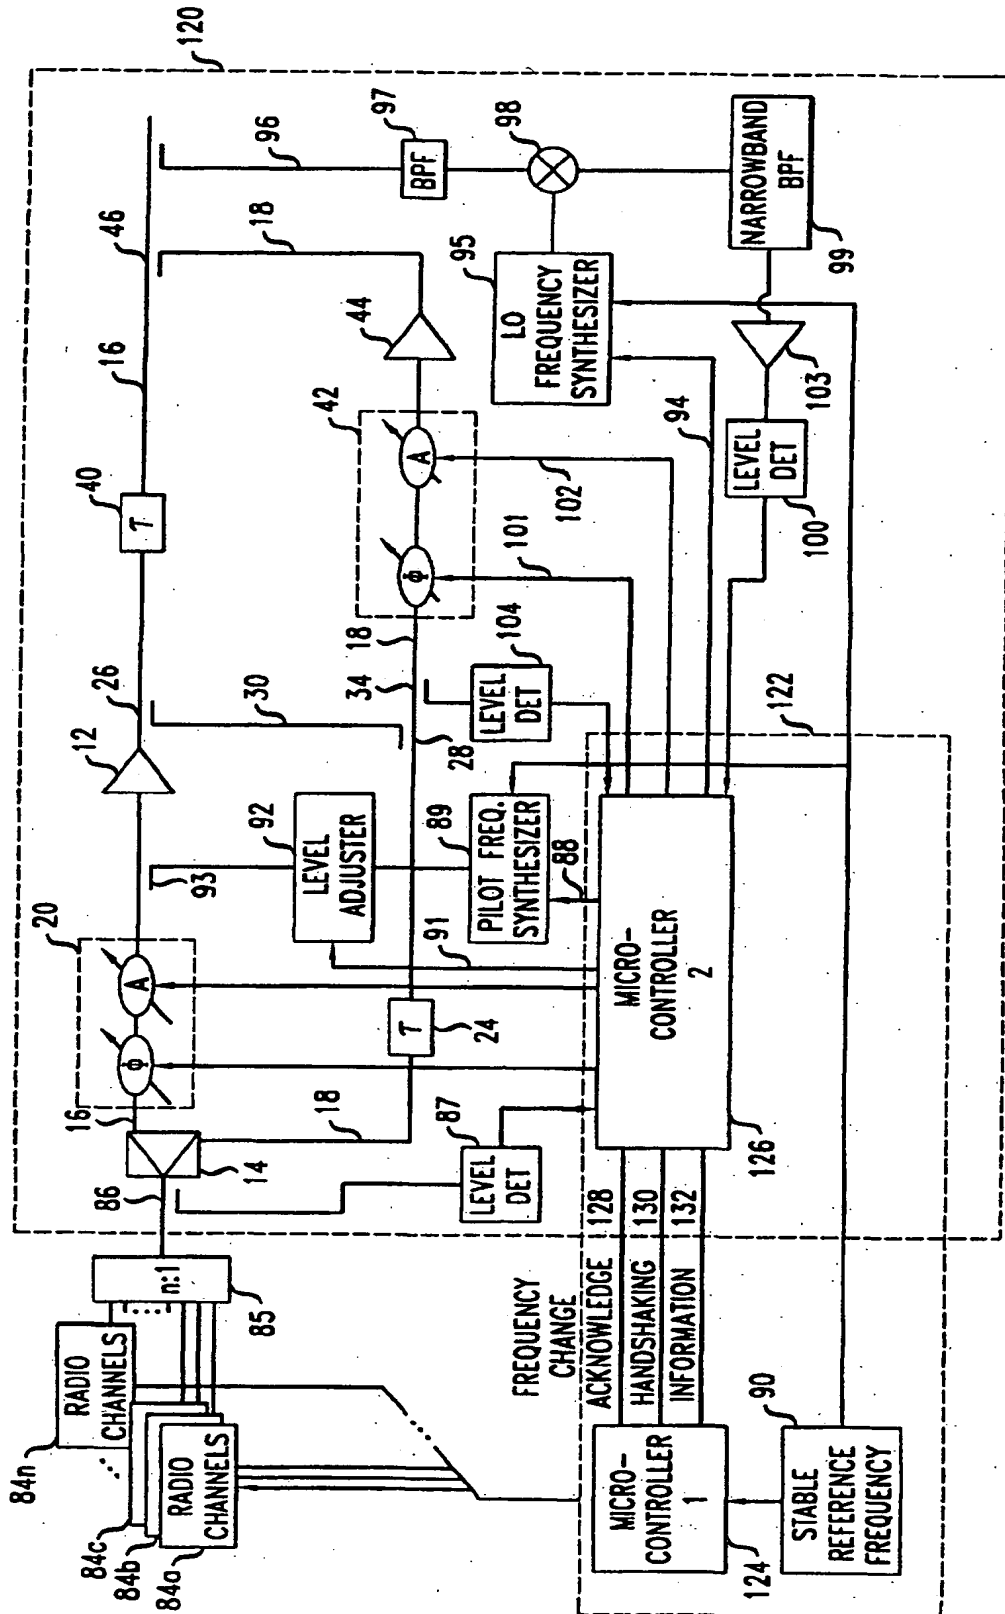 120
46
16
40
τ
26
12
20
ϕ
A
16
14
86
n:1
85
RADIO
CHANNELS
84n
84c
84b
84a
RADIO
CHANNELS
96
97
BPF
98
18
44
42
ϕ
A
18
34
28
30
93
92
LEVEL
ADJUSTER
τ
24
18
87
LEVEL
DET
95
LO
FREQUENCY
SYNTHESIZER
NARROWBAND
BPF
99
103
LEVEL
DET
100
94
102
101
104
LEVEL
DET
89
PILOT FREQ.
SYNTHESIZER
88
91
122
MICRO-
CONTROLLER
2
126
FREQUENCY
CHANGE
ACKNOWLEDGE 128
HANDSHAKING 130
INFORMATION 132
MICRO-
CONTROLLER
1
124
90
STABLE
REFERENCE
FREQUENCY